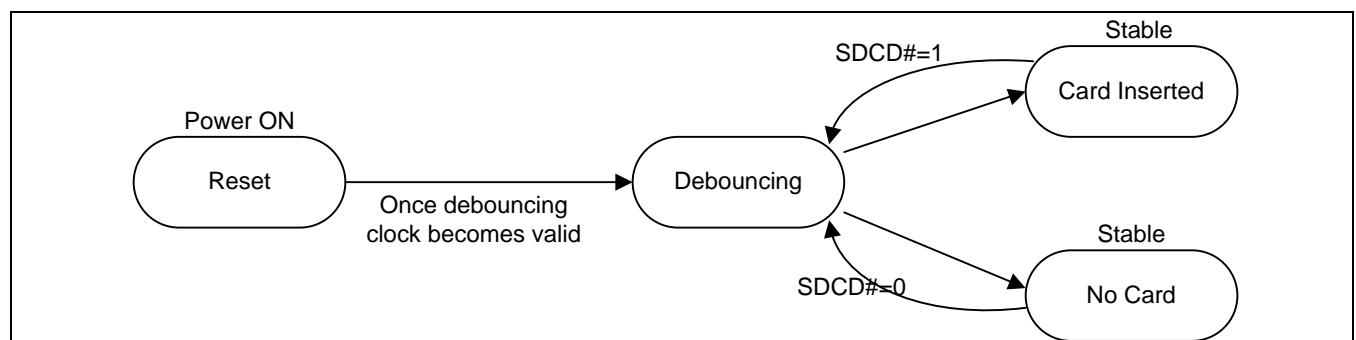 Stable
SDCD#=1
Card Inserted
Power ON
Reset
Debouncing
Once debouncing
clock becomes valid
Stable
SDCD#=0
No Card